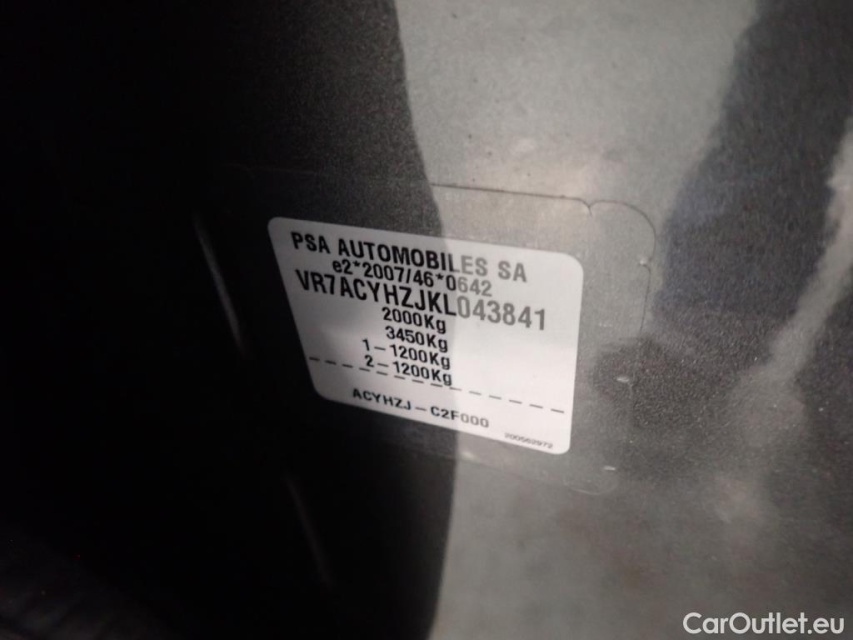 PSA AUTOMOBILES SA
e2*2007/46*0642
VR7ACYHZJKL043841
2000Kg
3450Kg
1-1200Kg
2-1200Kg
ACYHZJ-C2F000
200562972
CarOutlet.eu